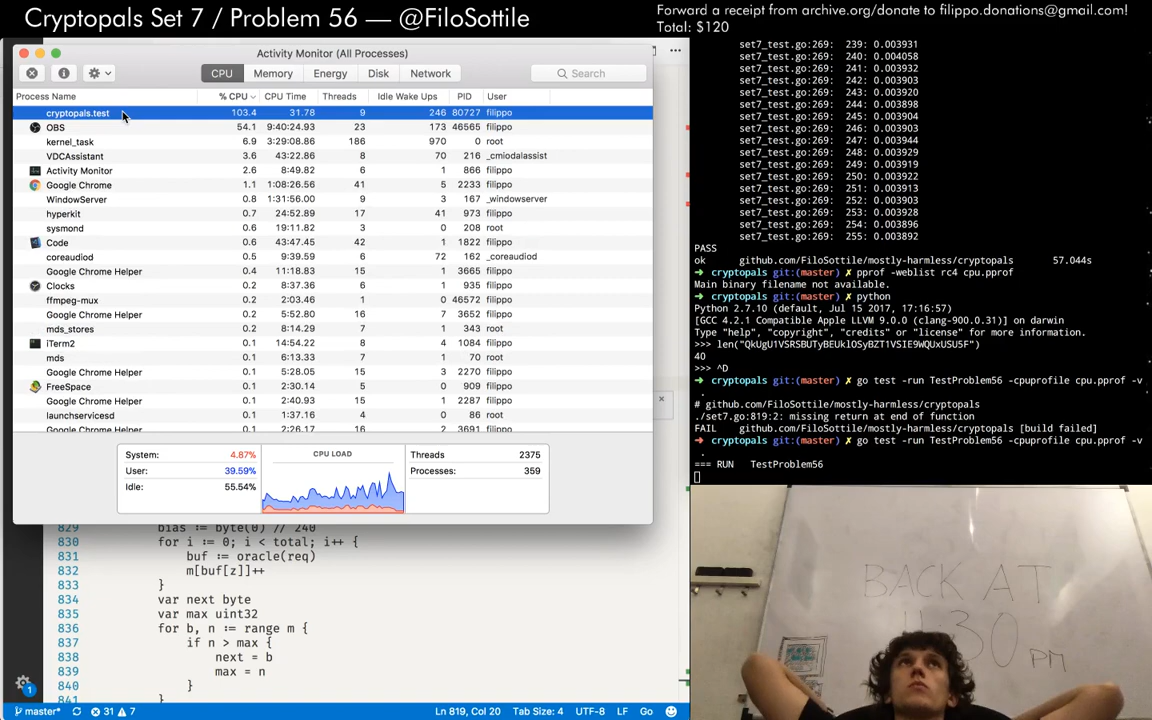 Cryptopals Set 7 / Problem 56 — @FiloSottile
Forward a receipt from archive.org/donate to filippo.donations@gmail.com!
Total: $120
Activity Monitor (All Processes)
CPU Memory Energy Disk Network
Search
Process Name % CPU CPU Time Threads Idle Wake Ups PID User
cryptopals.test 103.4 31.78 9 246 80727 filippo
OBS 54.1 9:40:24.93 23 173 46565 filippo
kernel_task 6.9 3:29:08.86 186 970 0 root
VDCAssistant 3.6 43:22.86 8 70 216 _cmiodalassist
Activity Monitor 2.6 8:49.82 6 1 866 filippo
Google Chrome 1.1 1:08:26.56 41 5 2233 filippo
WindowServer 0.8 1:31:56.00 9 3 167 _windowserver
hyperkit 0.7 24:52.89 17 41 973 filippo
sysmond 0.6 19:11.82 3 0 208 root
Code 0.6 43:47.45 42 1 1822 filippo
coreaudiod 0.5 9:39.59 6 72 162 _coreaudiod
Google Chrome Helper 0.4 11:18.83 15 1 3665 filippo
Clocks 0.2 8:37.36 6 1 935 filippo
ffmpeg-mux 0.2 2:03.46 1 0 46572 filippo
Google Chrome Helper 0.2 5:52.80 16 7 3652 filippo
mds_stores 0.2 8:14.29 7 1 343 root
iTerm2 0.1 14:54.22 8 4 1084 filippo
mds 0.1 6:13.33 7 1 58 root
Google Chrome Helper 0.1 5:28.05 15 3 2270 filippo
FreeSpace 0.1 2:30.14 5 0 909 filippo
Google Chrome Helper 0.1 2:40.93 15 1 2287 filippo
launchservicesd 0.1 1:37.16 4 0 86 root
Google Chrome Helper 0.1 2:26.17 16 2 3691 filippo
System: 4.87%
User: 39.59%
Idle: 55.54%
CPU LOAD
Threads 2375
Processes: 359
829 bias := byte(0) // 240
830 for i := 0; i < total; i++ {
831 buf := oracle(req)
832 m[buf[z]]++
833 }
834 var next byte
835 var max uint32
836 for b, n := range m {
837 if n > max {
838 next = b
839 max = n
840 }
841 }
1
master* 31 7 Ln 819, Col 20 Tab Size: 4 UTF-8 LF Go
set7_test.go:269: 239: 0.003931
set7_test.go:269: 240: 0.004058
set7_test.go:269: 241: 0.003932
set7_test.go:269: 242: 0.003903
set7_test.go:269: 243: 0.003920
set7_test.go:269: 244: 0.003898
set7_test.go:269: 245: 0.003904
set7_test.go:269: 246: 0.003903
set7_test.go:269: 247: 0.003944
set7_test.go:269: 248: 0.003929
set7_test.go:269: 249: 0.003919
set7_test.go:269: 250: 0.003922
set7_test.go:269: 251: 0.003913
set7_test.go:269: 252: 0.003903
set7_test.go:269: 253: 0.003928
set7_test.go:269: 254: 0.003896
set7_test.go:269: 255: 0.003892
PASS
ok github.com/FiloSottile/mostly-harmless/cryptopals 57.044s
➜ cryptopals git:(master) ✗ pprof -weblist rc4 cpu.pprof
Main binary filename not available.
➜ cryptopals git:(master) ✗ python
Python 2.7.10 (default, Jul 15 2017, 17:16:57)
[GCC 4.2.1 Compatible Apple LLVM 9.0.0 (clang-900.0.31)] on darwin
Type "help", "copyright", "credits" or "license" for more information.
>>> len("QkUgU1VSRSBUTyBEUklOSyBZT1VSIE9WQUxUSU5F")
40
>>> ^D
➜ cryptopals git:(master) ✗ go test -run TestProblem56 -cpuprofile cpu.pprof -v
.
# github.com/FiloSottile/mostly-harmless/cryptopals
./set7.go:819:2: missing return at end of function
FAIL github.com/FiloSottile/mostly-harmless/cryptopals [build failed]
➜ cryptopals git:(master) ✗ go test -run TestProblem56 -cpuprofile cpu.pprof -v
.
=== RUN TestProblem56
BACK AT
30 PM